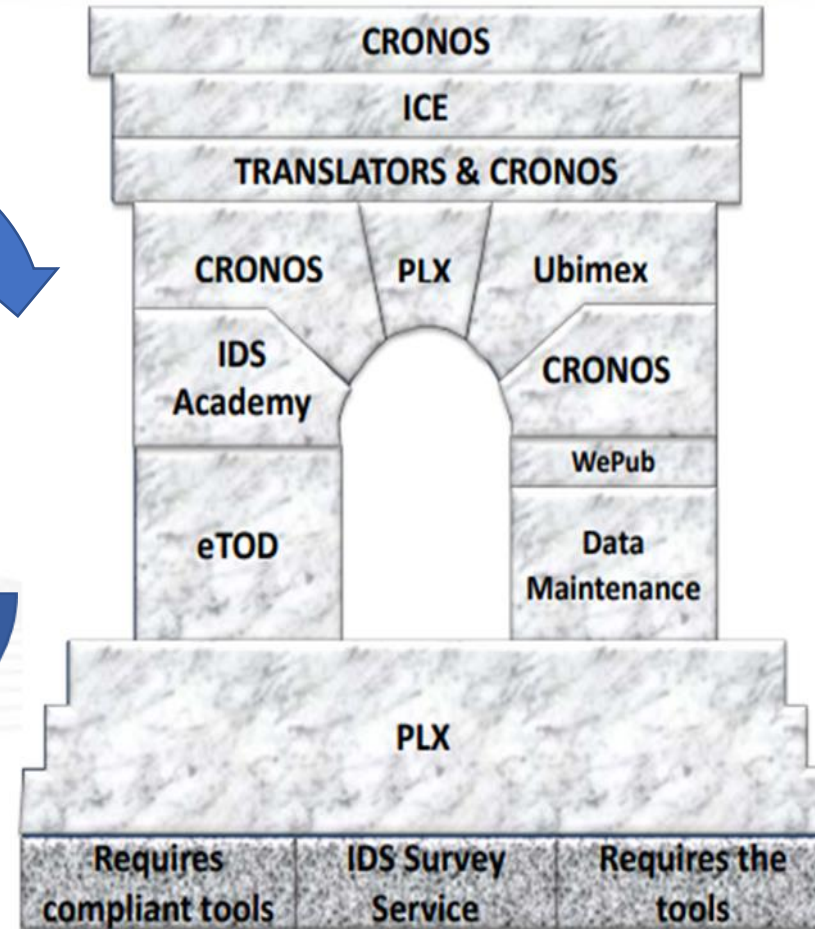 CRONOS
ICE
TRANSLATORS & CRONOS
CRONOS
PLX
Ubimex
IDS
Academy
CRONOS
WePub
eTOD
Data
Maintenance
PLX
Requires
compliant tools
IDS Survey
Service
Requires the
tools